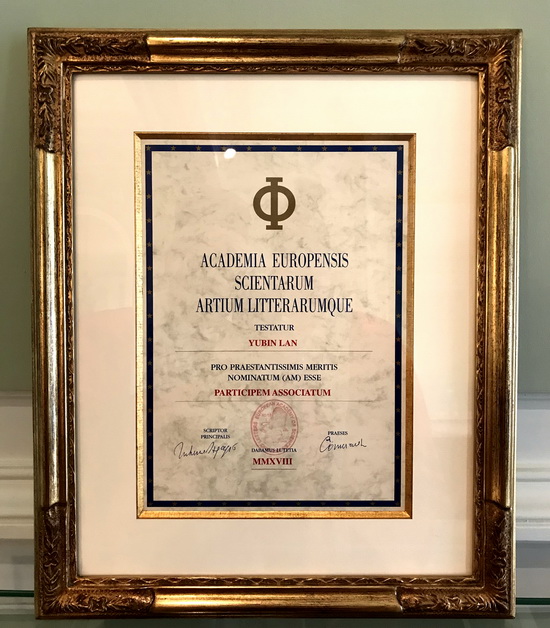 Φ
ACADEMIA EUROPENSIS
SCIENTARUM
ARTIUM LITTERARUMQUE
TESTATUR
YUBIN LAN
PRO PRAESTANTISSIMIS MERITIS
NOMINATUM (AM) ESSE
PARTICIPEM ASSOCIATUM
SCRIPTOR
PRINCIPALIS
PRAESES
DABAMUS LUTETIA
MMXVIII